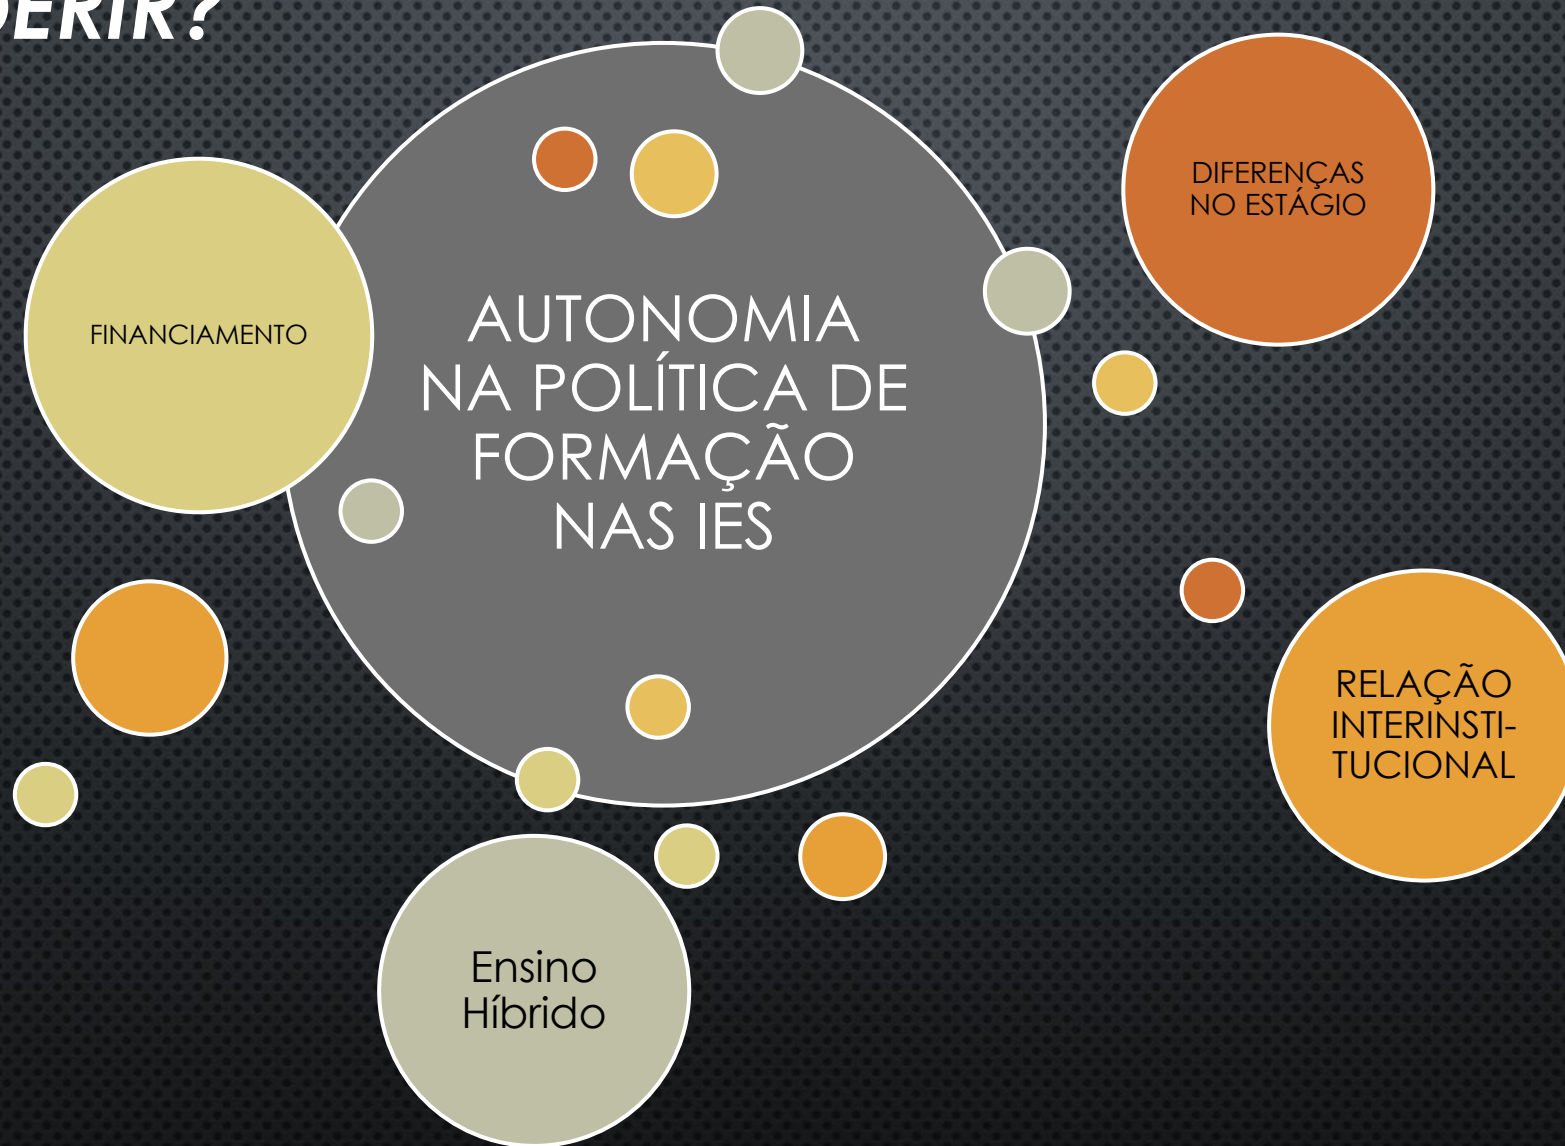 DERIR?
DIFERENÇAS
NO ESTÁGIO
FINANCIAMENTO
AUTONOMIA
NA POLÍTICA DE
FORMAÇÃO
NAS IES
RELAÇÃO
INTERINSTI-
TUCIONAL
Ensino
Híbrido